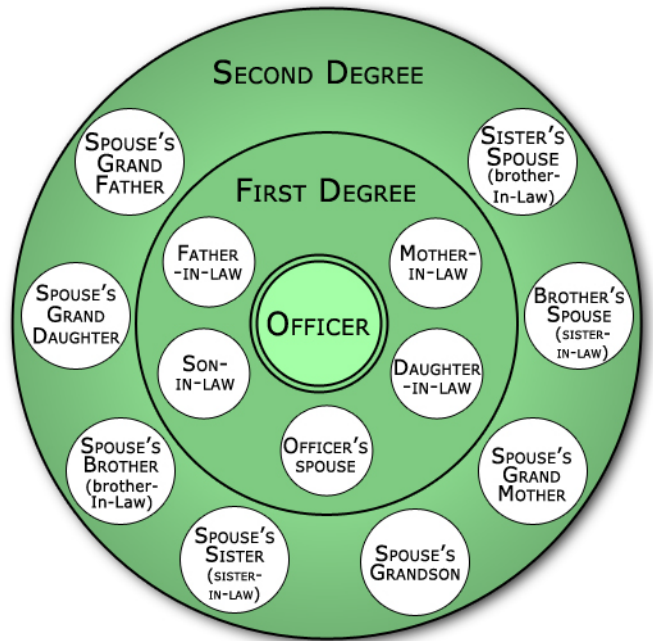 SECOND DEGREE
SPOUSE'S
GRAND
FATHER
SISTER'S
SPOUSE
(brother-
In-Law)
FIRST DEGREE
FATHER
-IN-LAW
MOTHER-
IN-LAW
OFFICER
SPOUSE'S
GRAND
DAUGHTER
BROTHER'S
SPOUSE
(SISTER-
IN-LAW)
SON-
IN-LAW
DAUGHTER
-IN-LAW
OFFICER'S
SPOUSE
SPOUSE'S
BROTHER
(brother-
In-Law)
SPOUSE'S
GRAND
MOTHER
SPOUSE'S
SISTER
(SISTER-
IN-LAW)
SPOUSE'S
GRANDSON